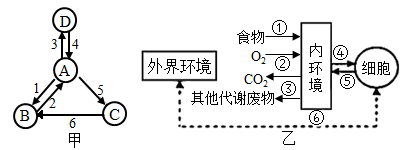 D
3 4
A
1 2 5
B 6 C
甲
外界环境
食物 ①
O₂ ②
CO₂ ③
其他代谢废物
内环境
⑥
④
⑤
细胞
乙